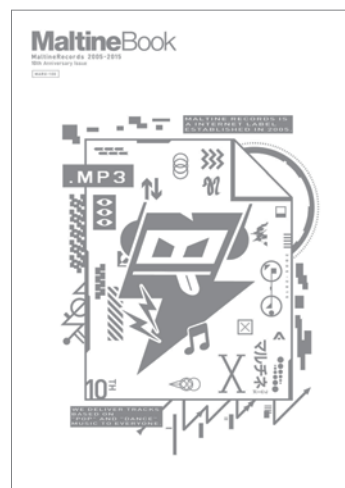 MaltineBook
MaltineRecords 2005-2015
10th Anniversary Issue
MALTINE RECORDS IS
A INTERNET LABEL
ESTABLISHED IN 2005.
.MP3
マルチネ
X
10TH
WE DELIVER TRACKS
BASED ON
"POP" AND "DANCE"
MUSIC TO EVERYONE